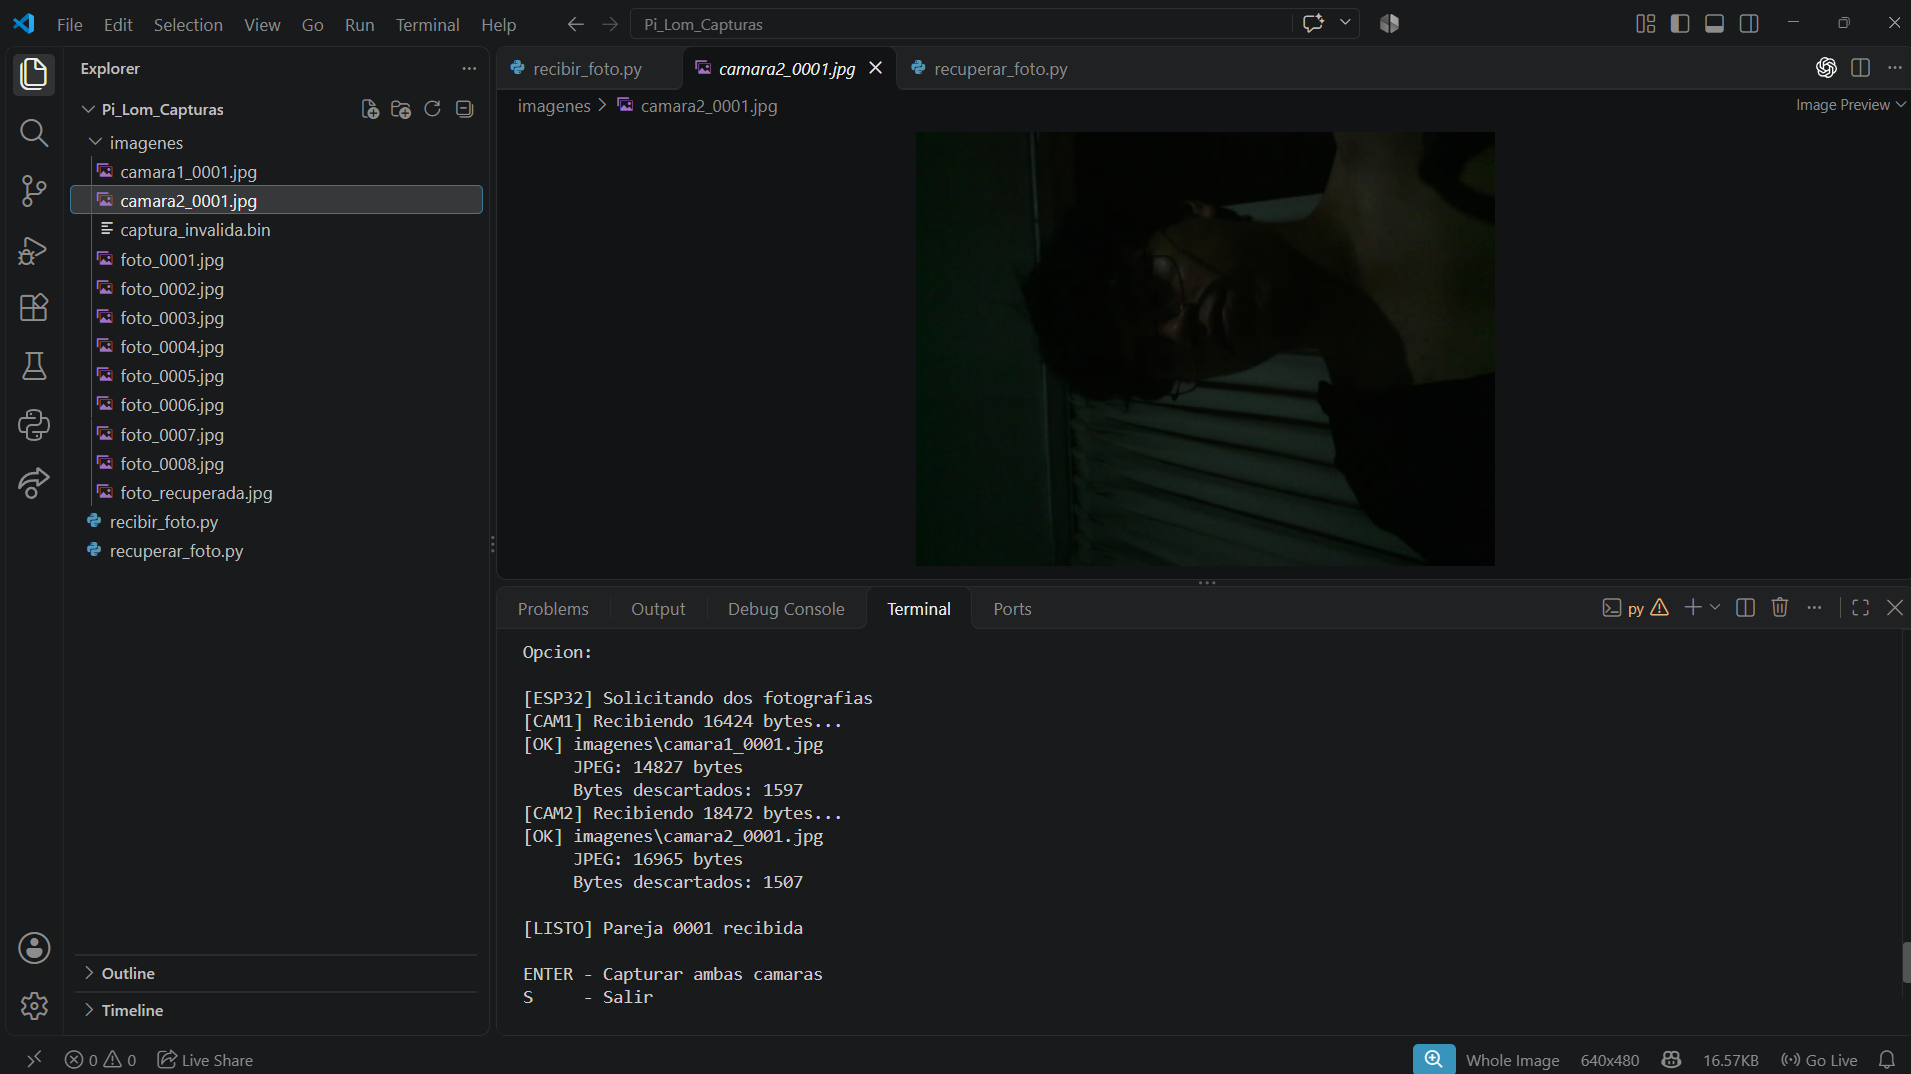 File Edit Selection View Go Run Terminal Help
Pi_Lom_Capturas
Explorer
Pi_Lom_Capturas
imagenes
camara1_0001.jpg
camara2_0001.jpg
captura_invalida.bin
foto_0001.jpg
foto_0002.jpg
foto_0003.jpg
foto_0004.jpg
foto_0005.jpg
foto_0006.jpg
foto_0007.jpg
foto_0008.jpg
foto_recuperada.jpg
recibir_foto.py
recuperar_foto.py
Outline
Timeline
recibir_foto.py camara2_0001.jpg recuperar_foto.py
imagenes > camara2_0001.jpg Image Preview
Problems Output Debug Console Terminal Ports py
Opcion:
[ESP32] Solicitando dos fotografias
[CAM1] Recibiendo 16424 bytes...
[OK] imagenes\camara1_0001.jpg
JPEG: 14827 bytes
Bytes descartados: 1597
[CAM2] Recibiendo 18472 bytes...
[OK] imagenes\camara2_0001.jpg
JPEG: 16965 bytes
Bytes descartados: 1507
[LISTO] Pareja 0001 recibida
ENTER - Capturar ambas camaras
S - Salir
0 0 Live Share Whole Image 640x480 16.57KB Go Live